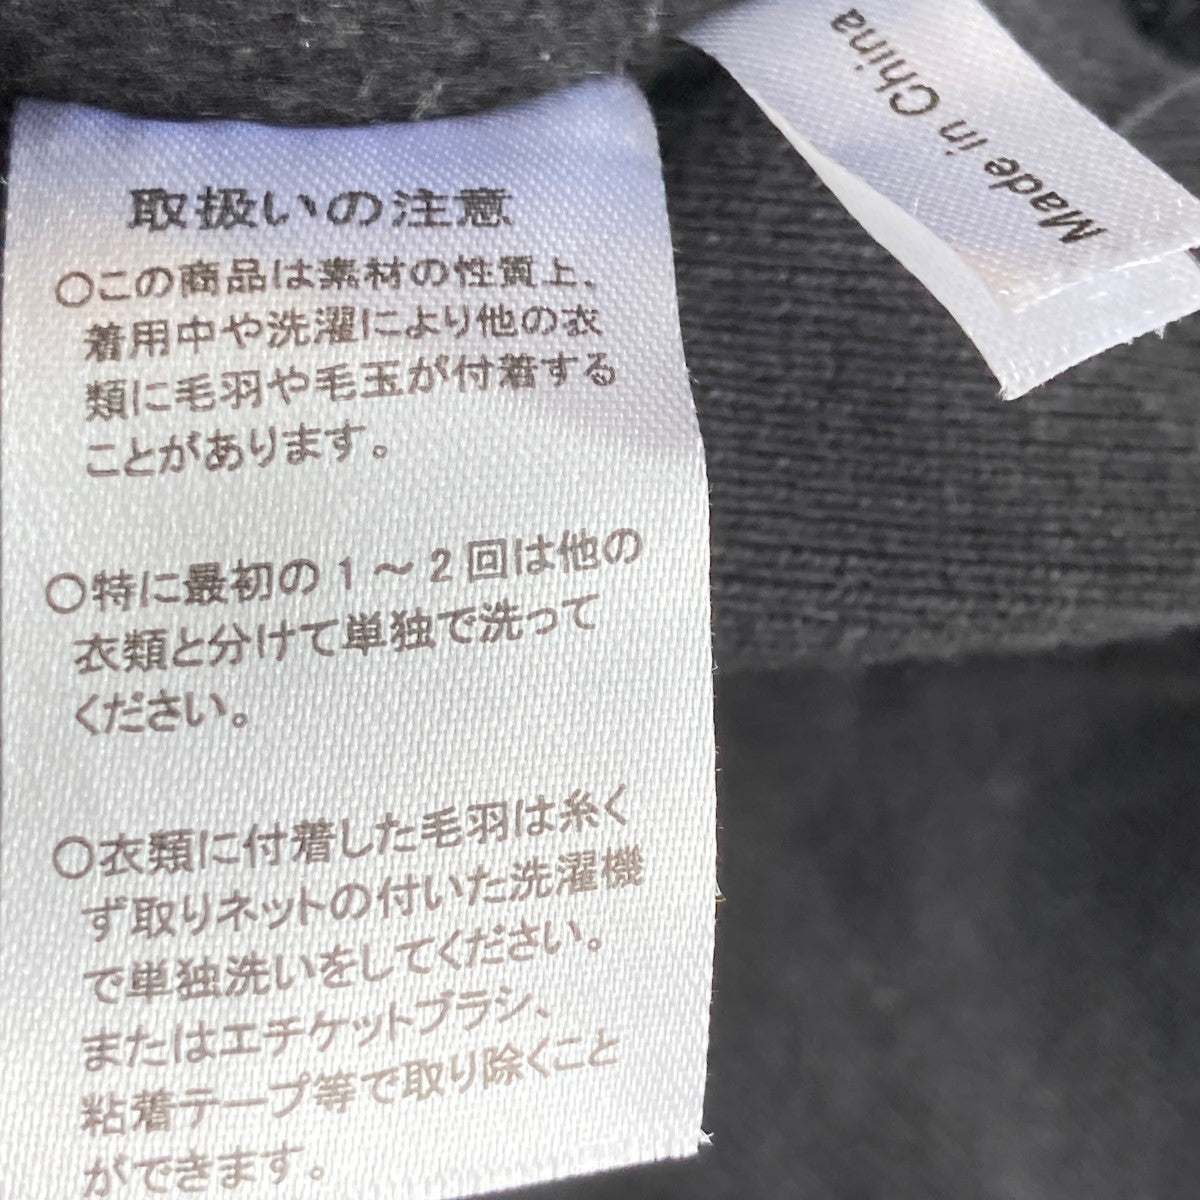 取扱いの注意
○この商品は素材の性質上、
着用中や洗濯により他の衣
類に毛羽や毛玉が付着する
ことがあります。
○特に最初の1～2回は他の
衣類と分けて単独で洗って
ください。
○衣類に付着した毛羽は糸く
ず取りネットの付いた洗濯機
で単独洗いをしてください。
またはエチケットブラシ、
粘着テープ等で取り除くこと
ができます。
Made in China